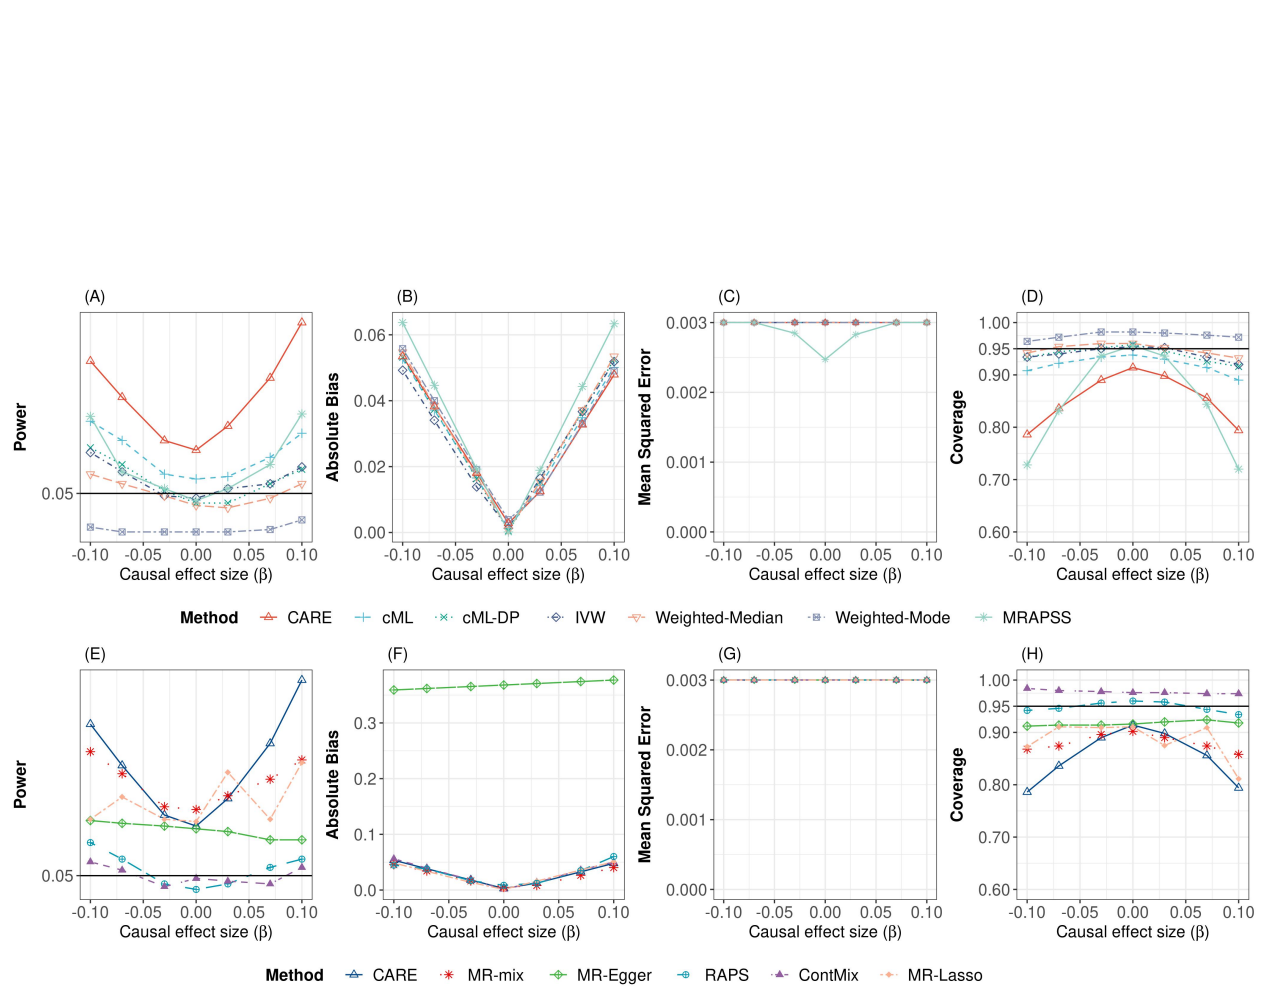 (A) (B) (C) (D)
Power
0.05
-0.10 -0.05 0.00 0.05 0.10
Causal effect size (β)
Absolute Bias
0.06
0.04
0.02
0.00
-0.10 -0.05 0.00 0.05 0.10
Causal effect size (β)
Mean Squared Error
0.003
0.002
0.001
0.000
-0.10 -0.05 0.00 0.05 0.10
Causal effect size (β)
Coverage
1.00
0.95
0.90
0.80
0.70
0.60
-0.10 -0.05 0.00 0.05 0.10
Causal effect size (β)
Method CARE cML cML-DP IVW Weighted-Median Weighted-Mode MRAPSS
(E) (F) (G) (H)
Power
0.05
-0.10 -0.05 0.00 0.05 0.10
Causal effect size (β)
Absolute Bias
0.3
0.2
0.1
0.0
-0.10 -0.05 0.00 0.05 0.10
Causal effect size (β)
Mean Squared Error
0.003
0.002
0.001
0.000
-0.10 -0.05 0.00 0.05 0.10
Causal effect size (β)
Coverage
1.00
0.95
0.90
0.80
0.70
0.60
-0.10 -0.05 0.00 0.05 0.10
Causal effect size (β)
Method CARE MR-mix MR-Egger RAPS ContMix MR-Lasso